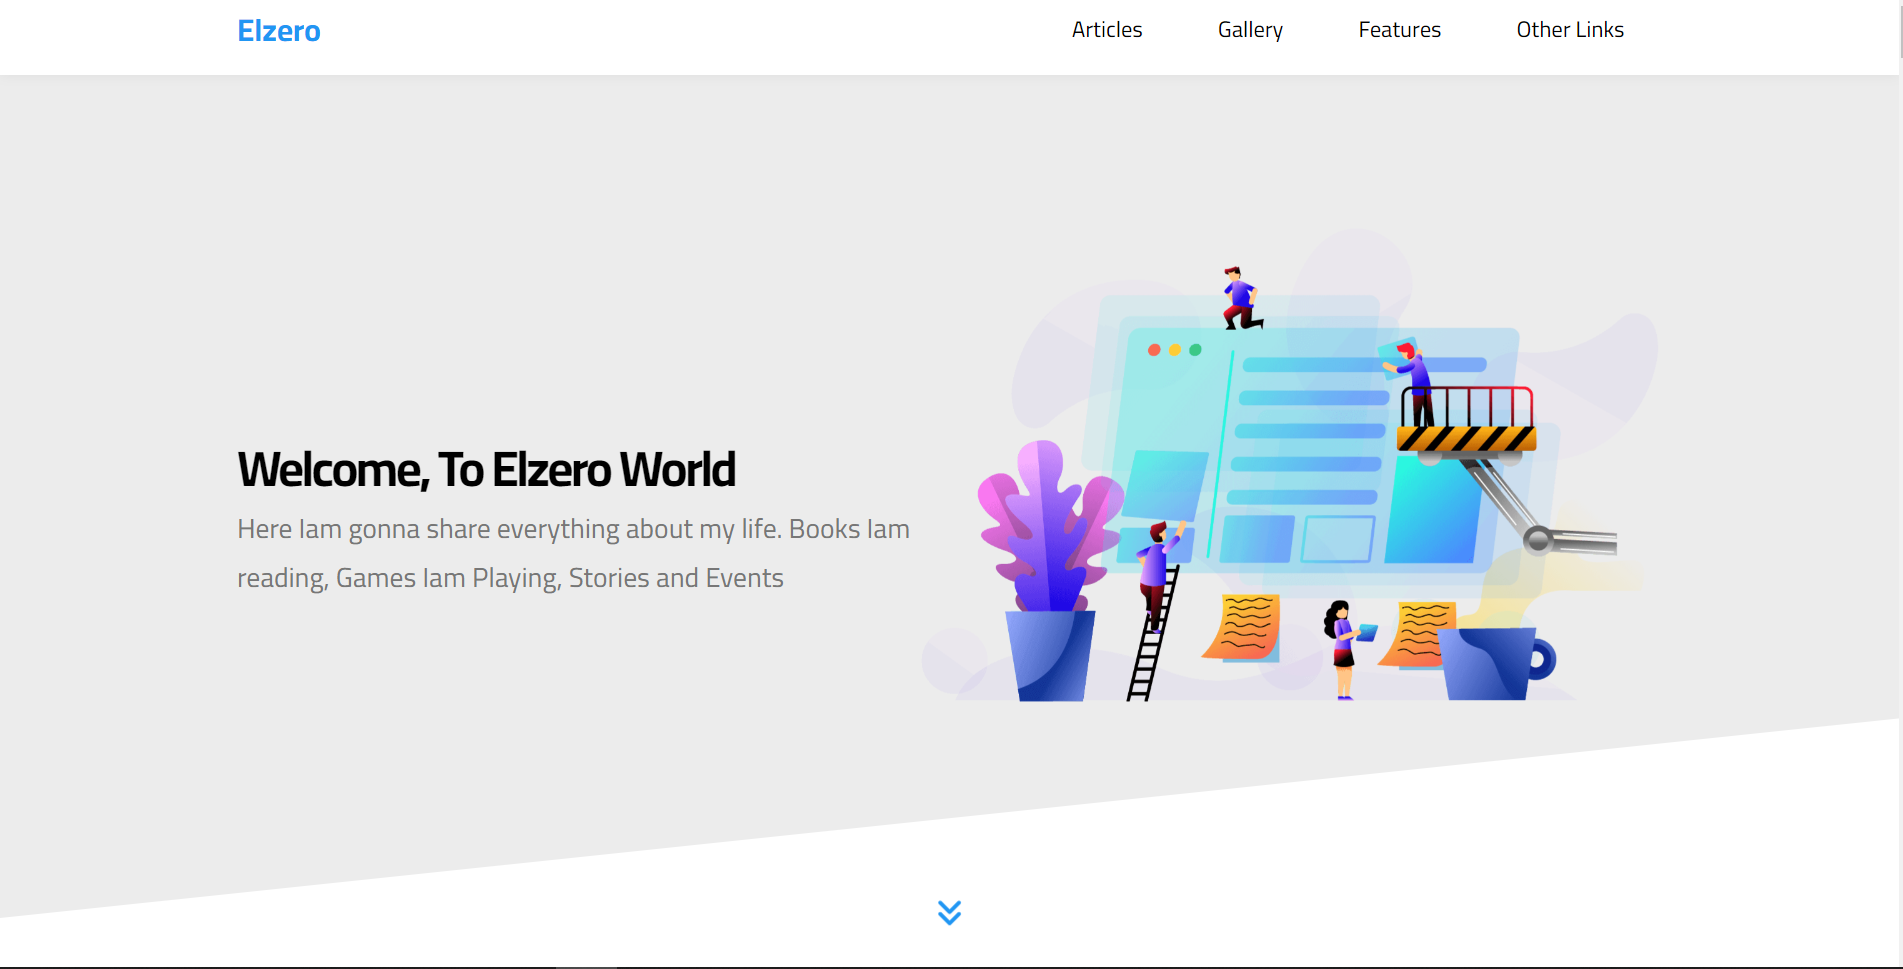 Elzero
Articles
Gallery
Features
Other Links
Welcome, To Elzero World
Here Iam gonna share everything about my life. Books Iam
reading, Games Iam Playing, Stories and Events